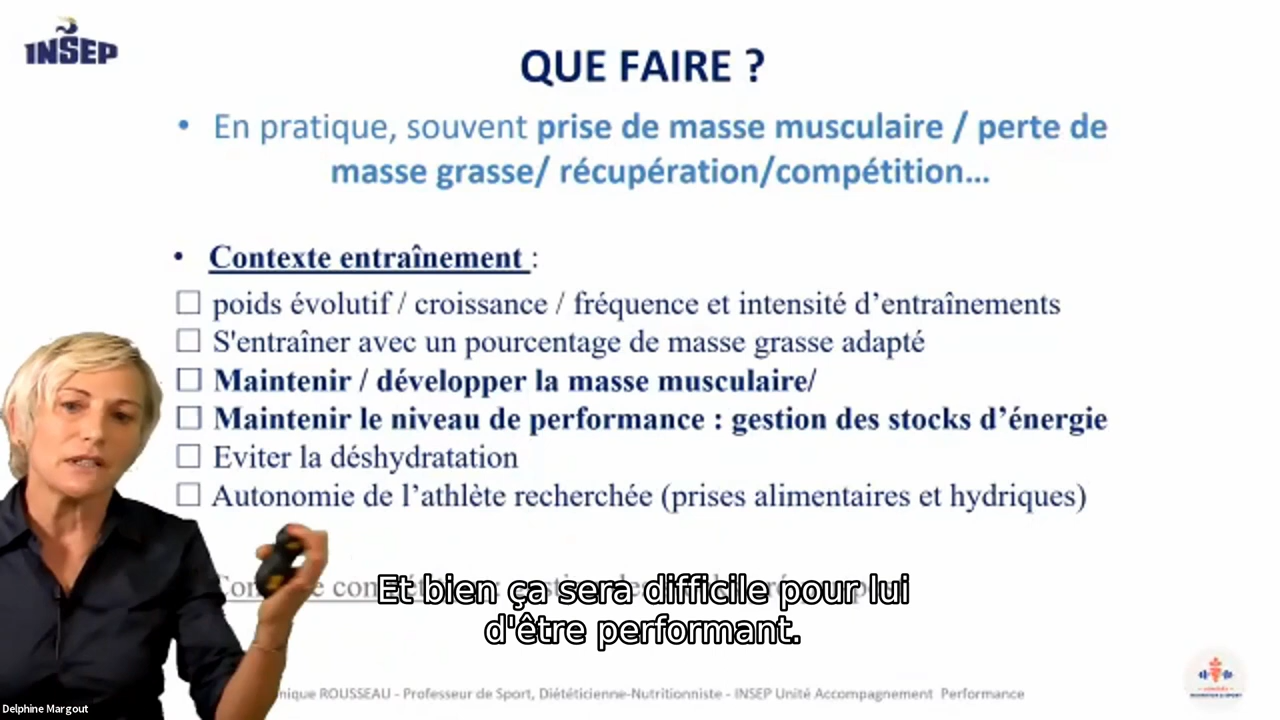 INSEP
QUE FAIRE ?
• En pratique, souvent prise de masse musculaire / perte de
masse grasse/ récupération/compétition…
• Contexte entraînement :
☐ poids évolutif / croissance / fréquence et intensité d’entraînements
☐ S'entraîner avec un pourcentage de masse grasse adapté
☐ Maintenir / développer la masse musculaire/
☐ Maintenir le niveau de performance : gestion des stocks d’énergie
☐ Eviter la déshydratation
☐ Autonomie de l’athlète recherchée (prises alimentaires et hydriques)
Et bien ça sera difficile pour lui
d'être performant.
ROUSSEAU - Professeur de Sport, Diététicienne-Nutritionniste - INSEP Unité Accompagnement Performance
Delphine Margout